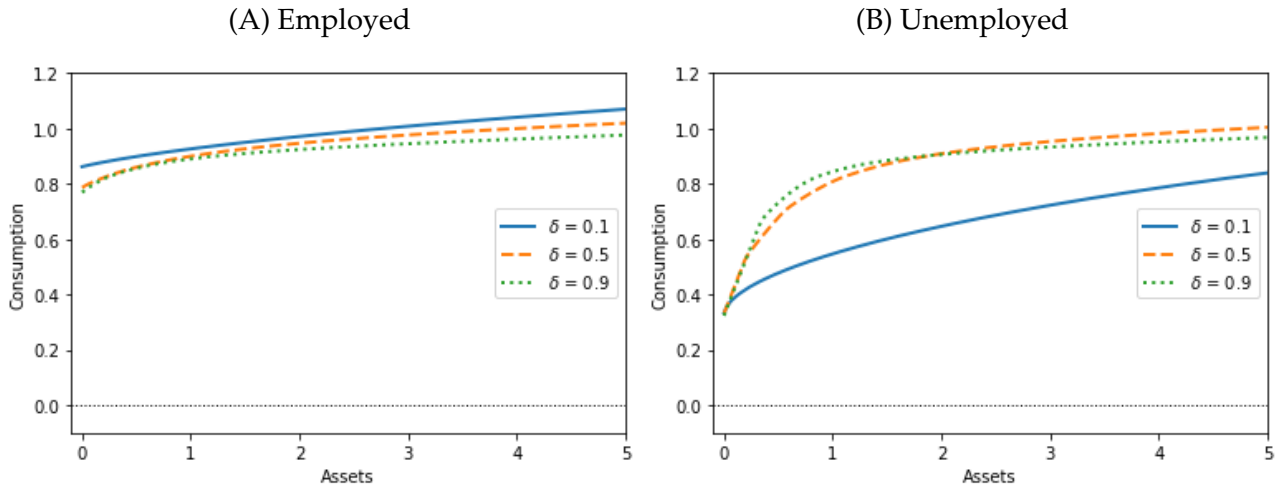 (A) Employed
1.2
1.0
0.8
0.6
0.4
0.2
0.0
Consumption
δ = 0.1
δ = 0.5
δ = 0.9
0 1 2 3 4 5
Assets
(B) Unemployed
1.2
1.0
0.8
0.6
0.4
0.2
0.0
Consumption
δ = 0.1
δ = 0.5
δ = 0.9
0 1 2 3 4 5
Assets